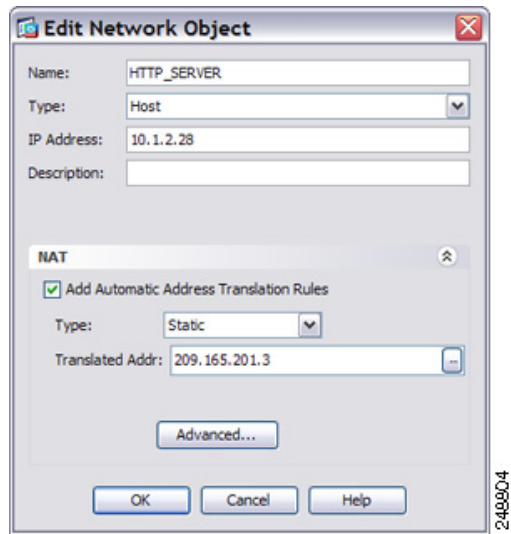 Edit Network Object
Name: HTTP_SERVER
Type: Host
IP Address: 10.1.2.28
Description:
NAT
Add Automatic Address Translation Rules
Type: Static
Translated Addr: 209.165.201.3 ...
Advanced...
OK Cancel Help
248804